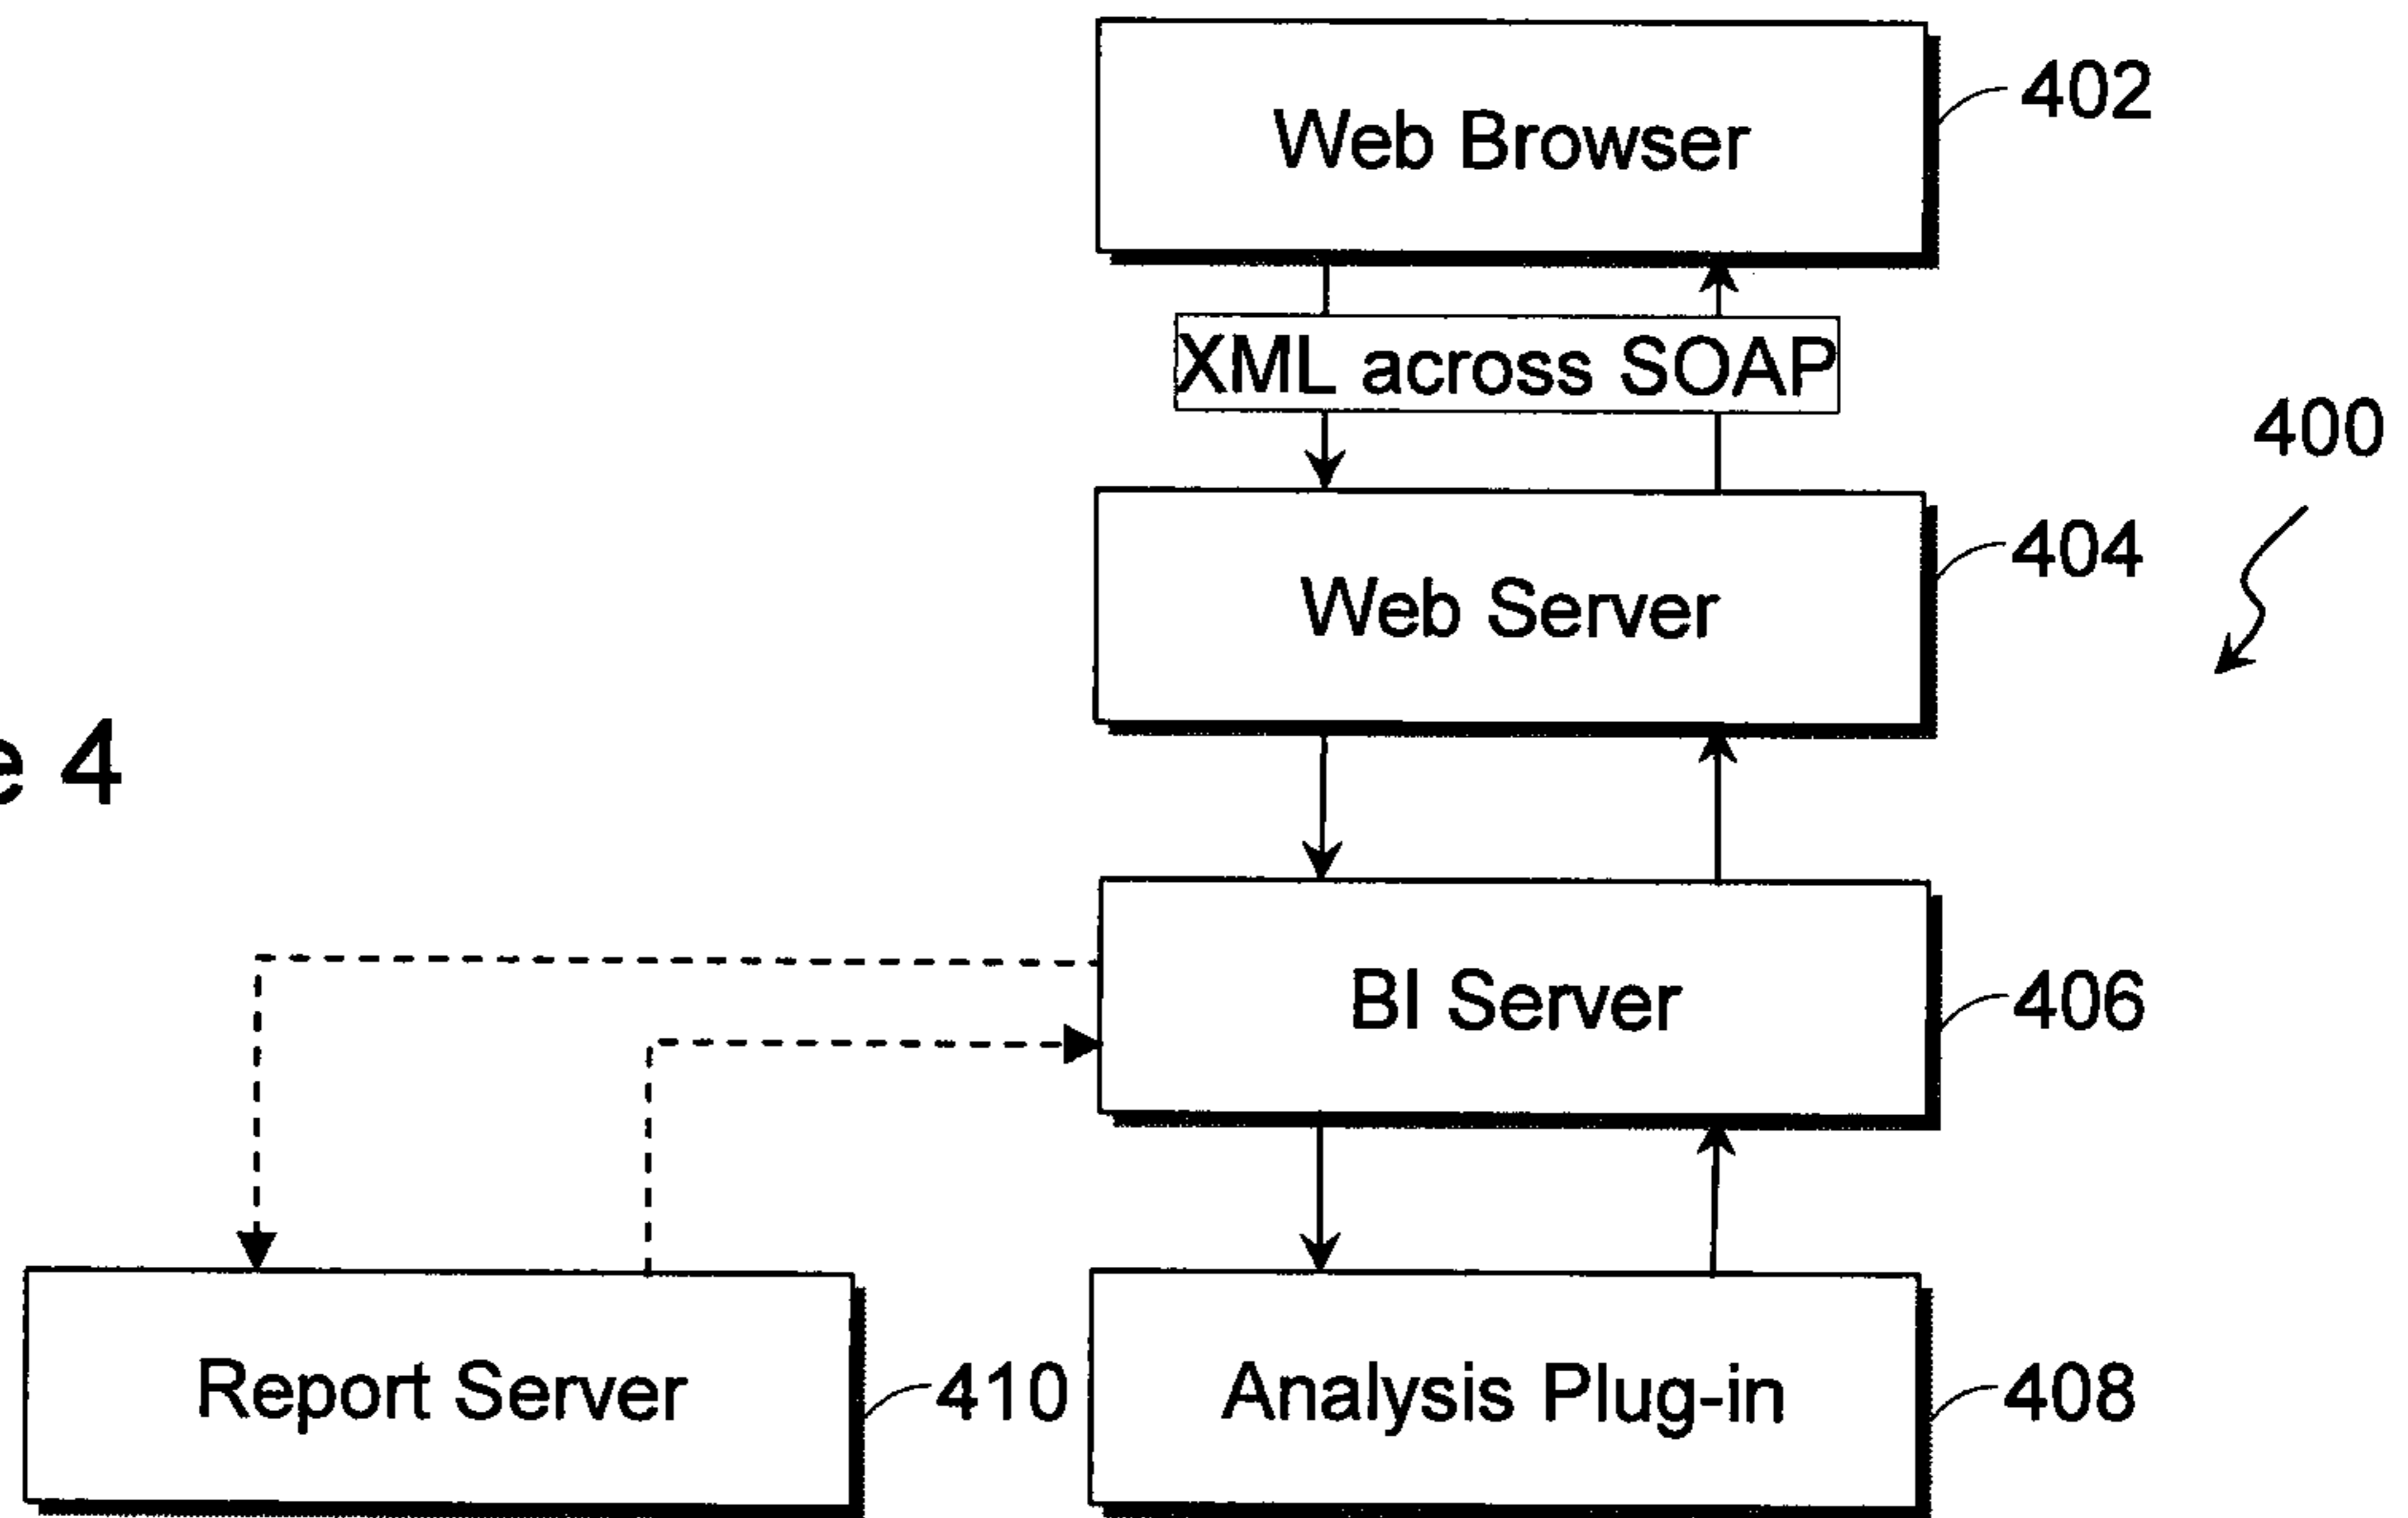 Web Browser
402
XML across SOAP
400
Web Server
404
4
BI Server
406
Report Server
410
Analysis Plug-in
408